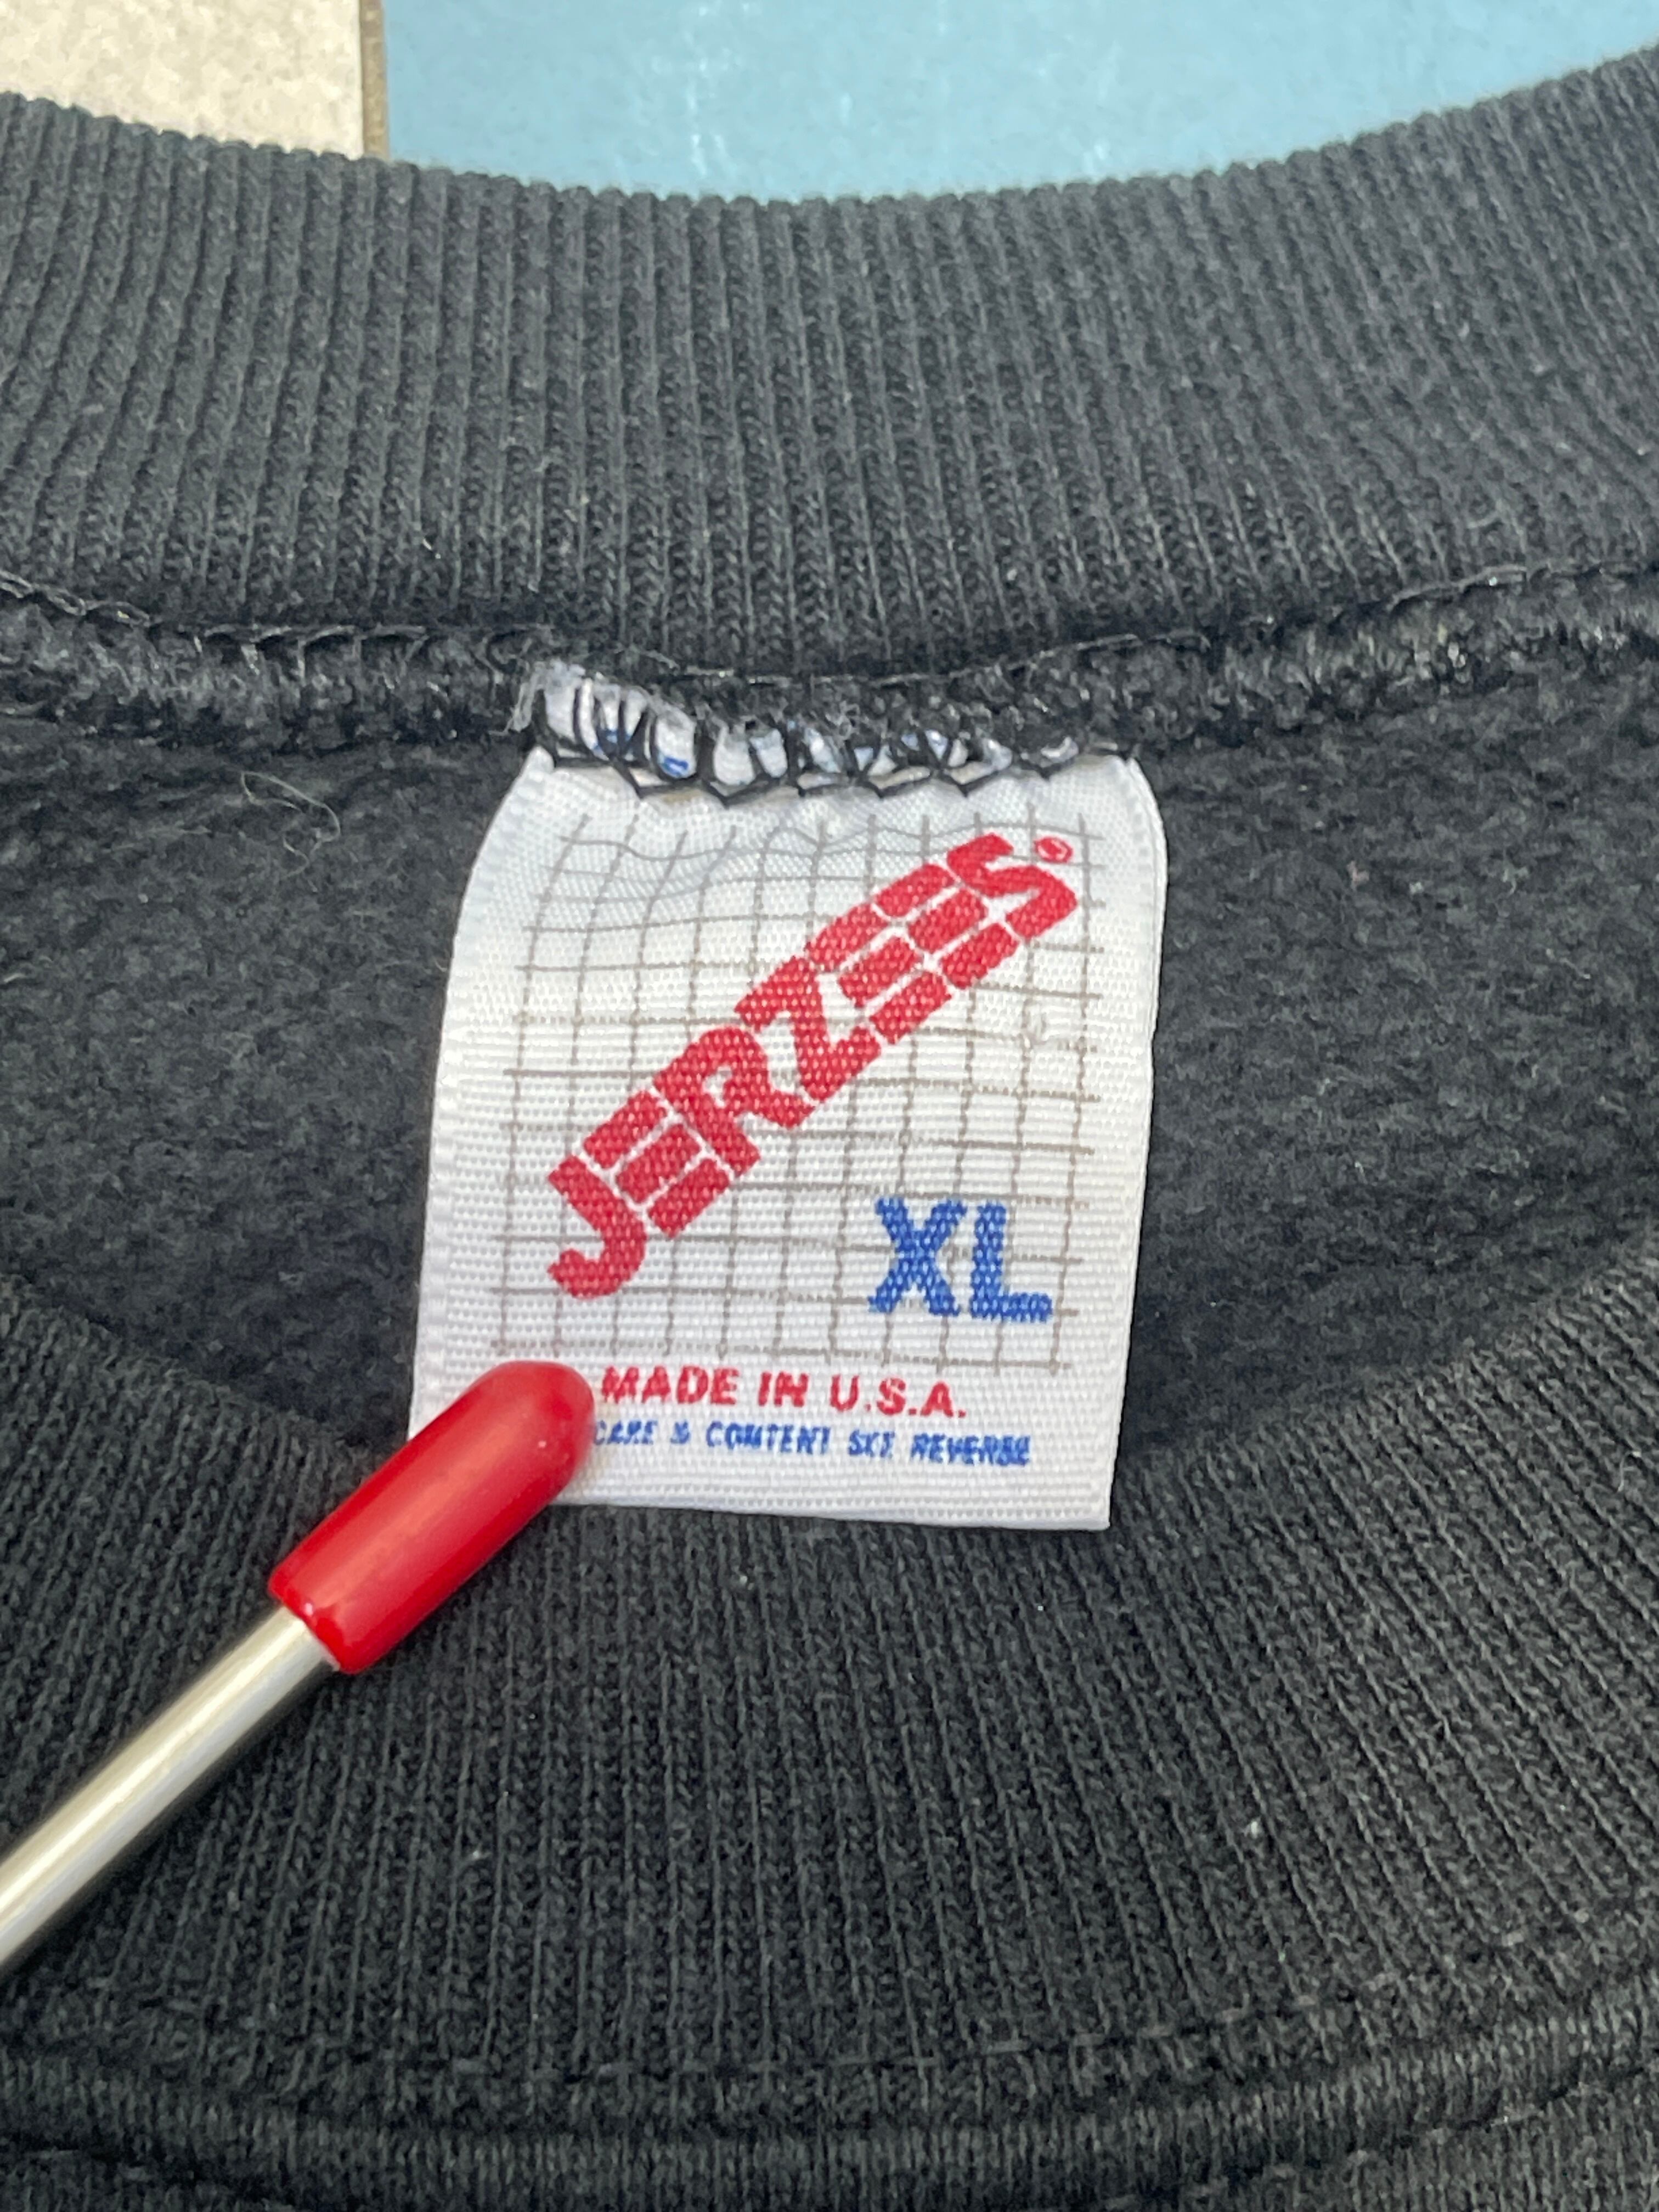 JERZEES®
XL
MADE IN U.S.A.
CARE & CONTENT SEE REVERSE